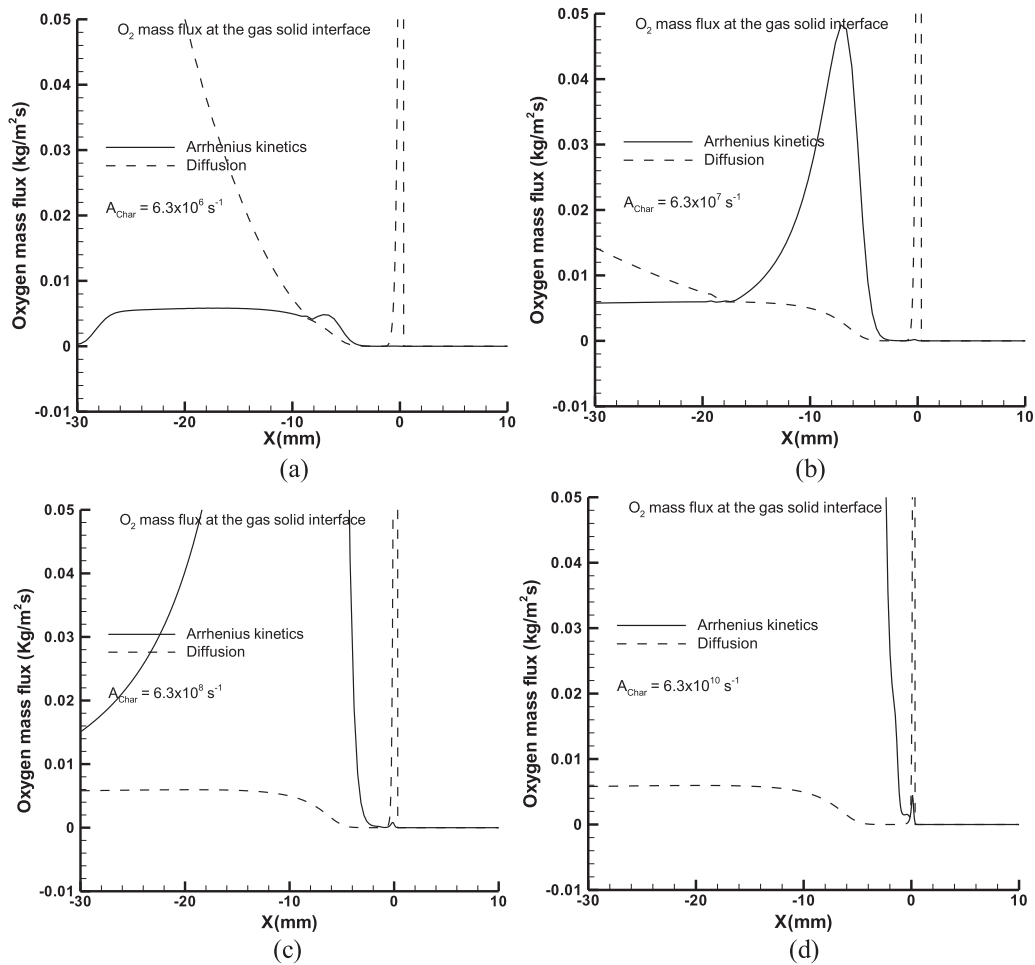 O2 mass flux at the gas solid interface
Arrhenius kinetics
Diffusion
AChar = 6.3x10^6 s^-1
Oxygen mass flux (kg/m^2s)
0.05
0.04
0.03
0.02
0.01
0
-0.01
-30 -20 -10 0 10
X(mm)
(a)
O2 mass flux at the gas solid interface
Arrhenius kinetics
Diffusion
AChar = 6.3x10^7 s^-1
Oxygen mass flux (kg/m^2s)
0.05
0.04
0.03
0.02
0.01
0
-0.01
-30 -20 -10 0 10
X(mm)
(b)
O2 mass flux at the gas solid interface
Arrhenius kinetics
Diffusion
AChar = 6.3x10^8 s^-1
Oxygen mass flux (Kg/m^2s)
0.05
0.04
0.03
0.02
0.01
0
-0.01
-30 -20 -10 0 10
X(mm)
(c)
O2 mass flux at the gas solid interface
Arrhenius kinetics
Diffusion
AChar = 6.3x10^10 s^-1
Oxygen mass flux (kg/m^2s)
0.05
0.04
0.03
0.02
0.01
0
-0.01
-30 -20 -10 0 10
X(mm)
(d)